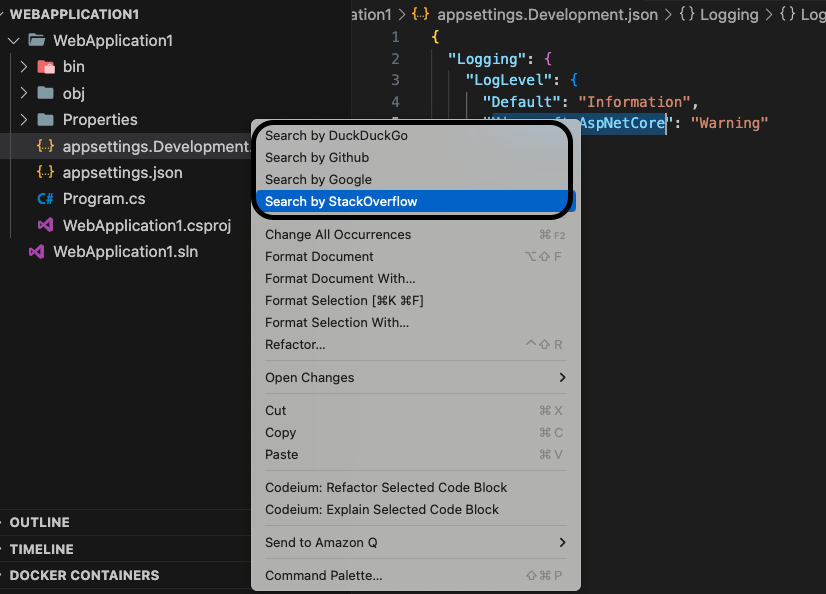 WEBAPPLICATION1
WebApplication1
bin
obj
Properties
appsettings.Development.
appsettings.json
C# Program.cs
WebApplication1.csproj
WebApplication1.sln
OUTLINE
TIMELINE
DOCKER CONTAINERS
ation1 > {··} appsettings.Development.json > {} Logging > {} Log
1 {
2 "Logging": {
3 "LogLevel": {
4 "Default": "Information",
AspNetCore": "Warning"
Search by DuckDuckGo
Search by Github
Search by Google
Search by StackOverflow
Change All Occurrences ⌘F2
Format Document ⌥⇧F
Format Document With...
Format Selection [⌘K ⌘F]
Format Selection With...
Refactor... ^⇧R
Open Changes >
Cut ⌘X
Copy ⌘C
Paste ⌘V
Codeium: Refactor Selected Code Block
Codeium: Explain Selected Code Block
Send to Amazon Q >
Command Palette... ⇧⌘P